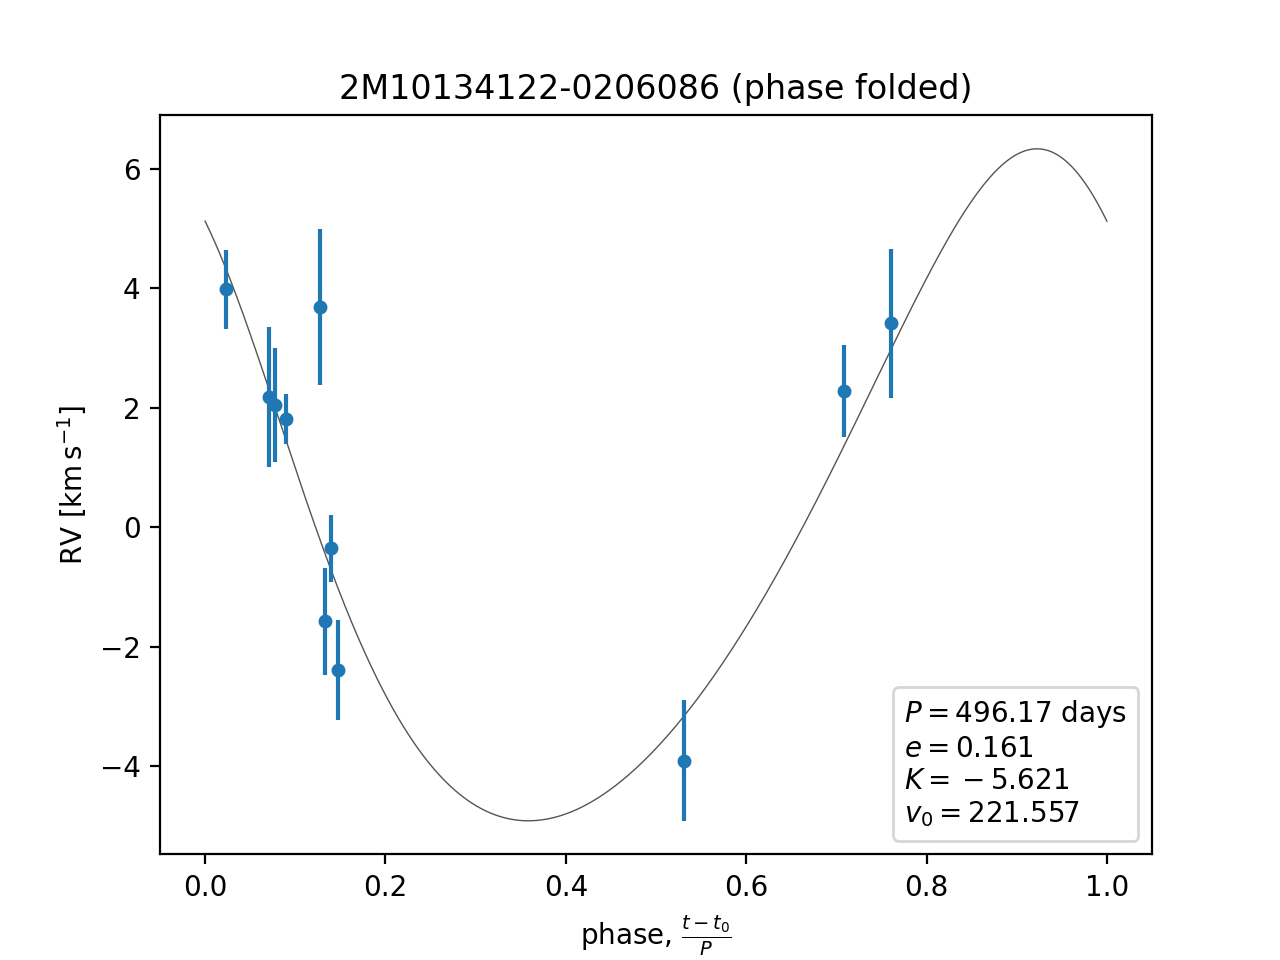 2M10134122-0206086 (phase folded)
RV [km s⁻¹]
6
4
2
0
−2
−4
0.0 0.2 0.4 0.6 0.8 1.0
phase, (t − t₀)/P
P = 496.17 days
e = 0.161
K = − 5.621
v₀ = 221.557